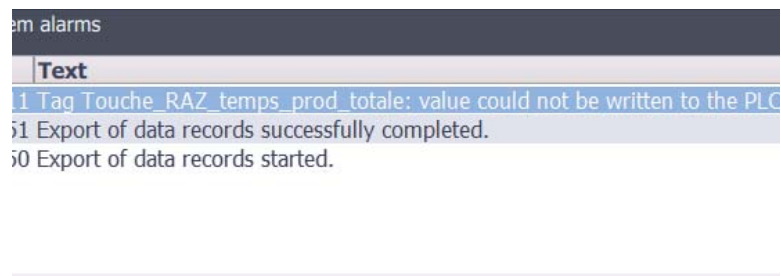 em alarms
Text
11 Tag Touche_RAZ_temps_prod_totale: value could not be written to the PLC
51 Export of data records successfully completed.
50 Export of data records started.